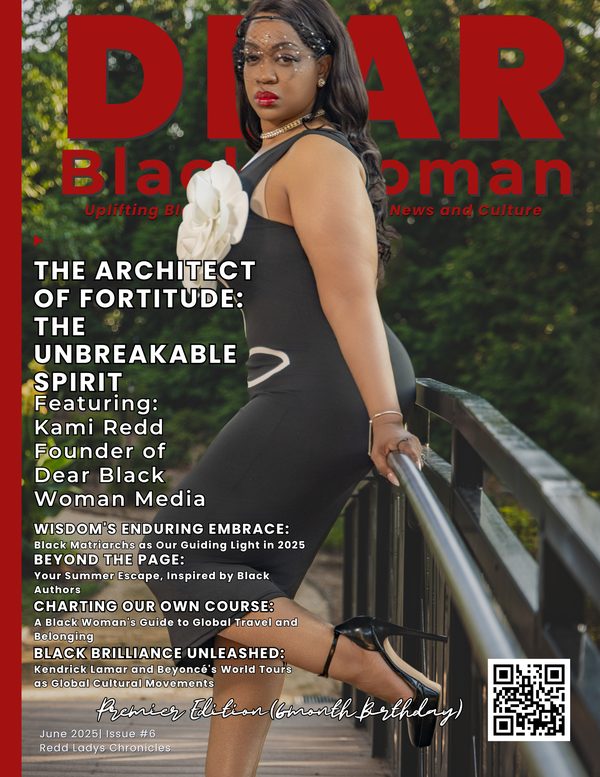 DEAR
Black Woman
Uplifting Bl News and Culture
THE ARCHITECT
OF FORTITUDE:
THE
UNBREAKABLE
SPIRIT
Featuring:
Kami Redd
Founder of
Dear Black
Woman Media
WISDOM'S ENDURING EMBRACE:
Black Matriarchs as Our Guiding Light in 2025
BEYOND THE PAGE:
Your Summer Escape, Inspired by Black
Authors
CHARTING OUR OWN COURSE:
A Black Woman's Guide to Global Travel and
Belonging
BLACK BRILLIANCE UNLEASHED:
Kendrick Lamar and Beyoncé's World Tours
as Global Cultural Movements
Premier Edition (6month Birthday)
June 2025| Issue #6
Redd Ladys Chronicles